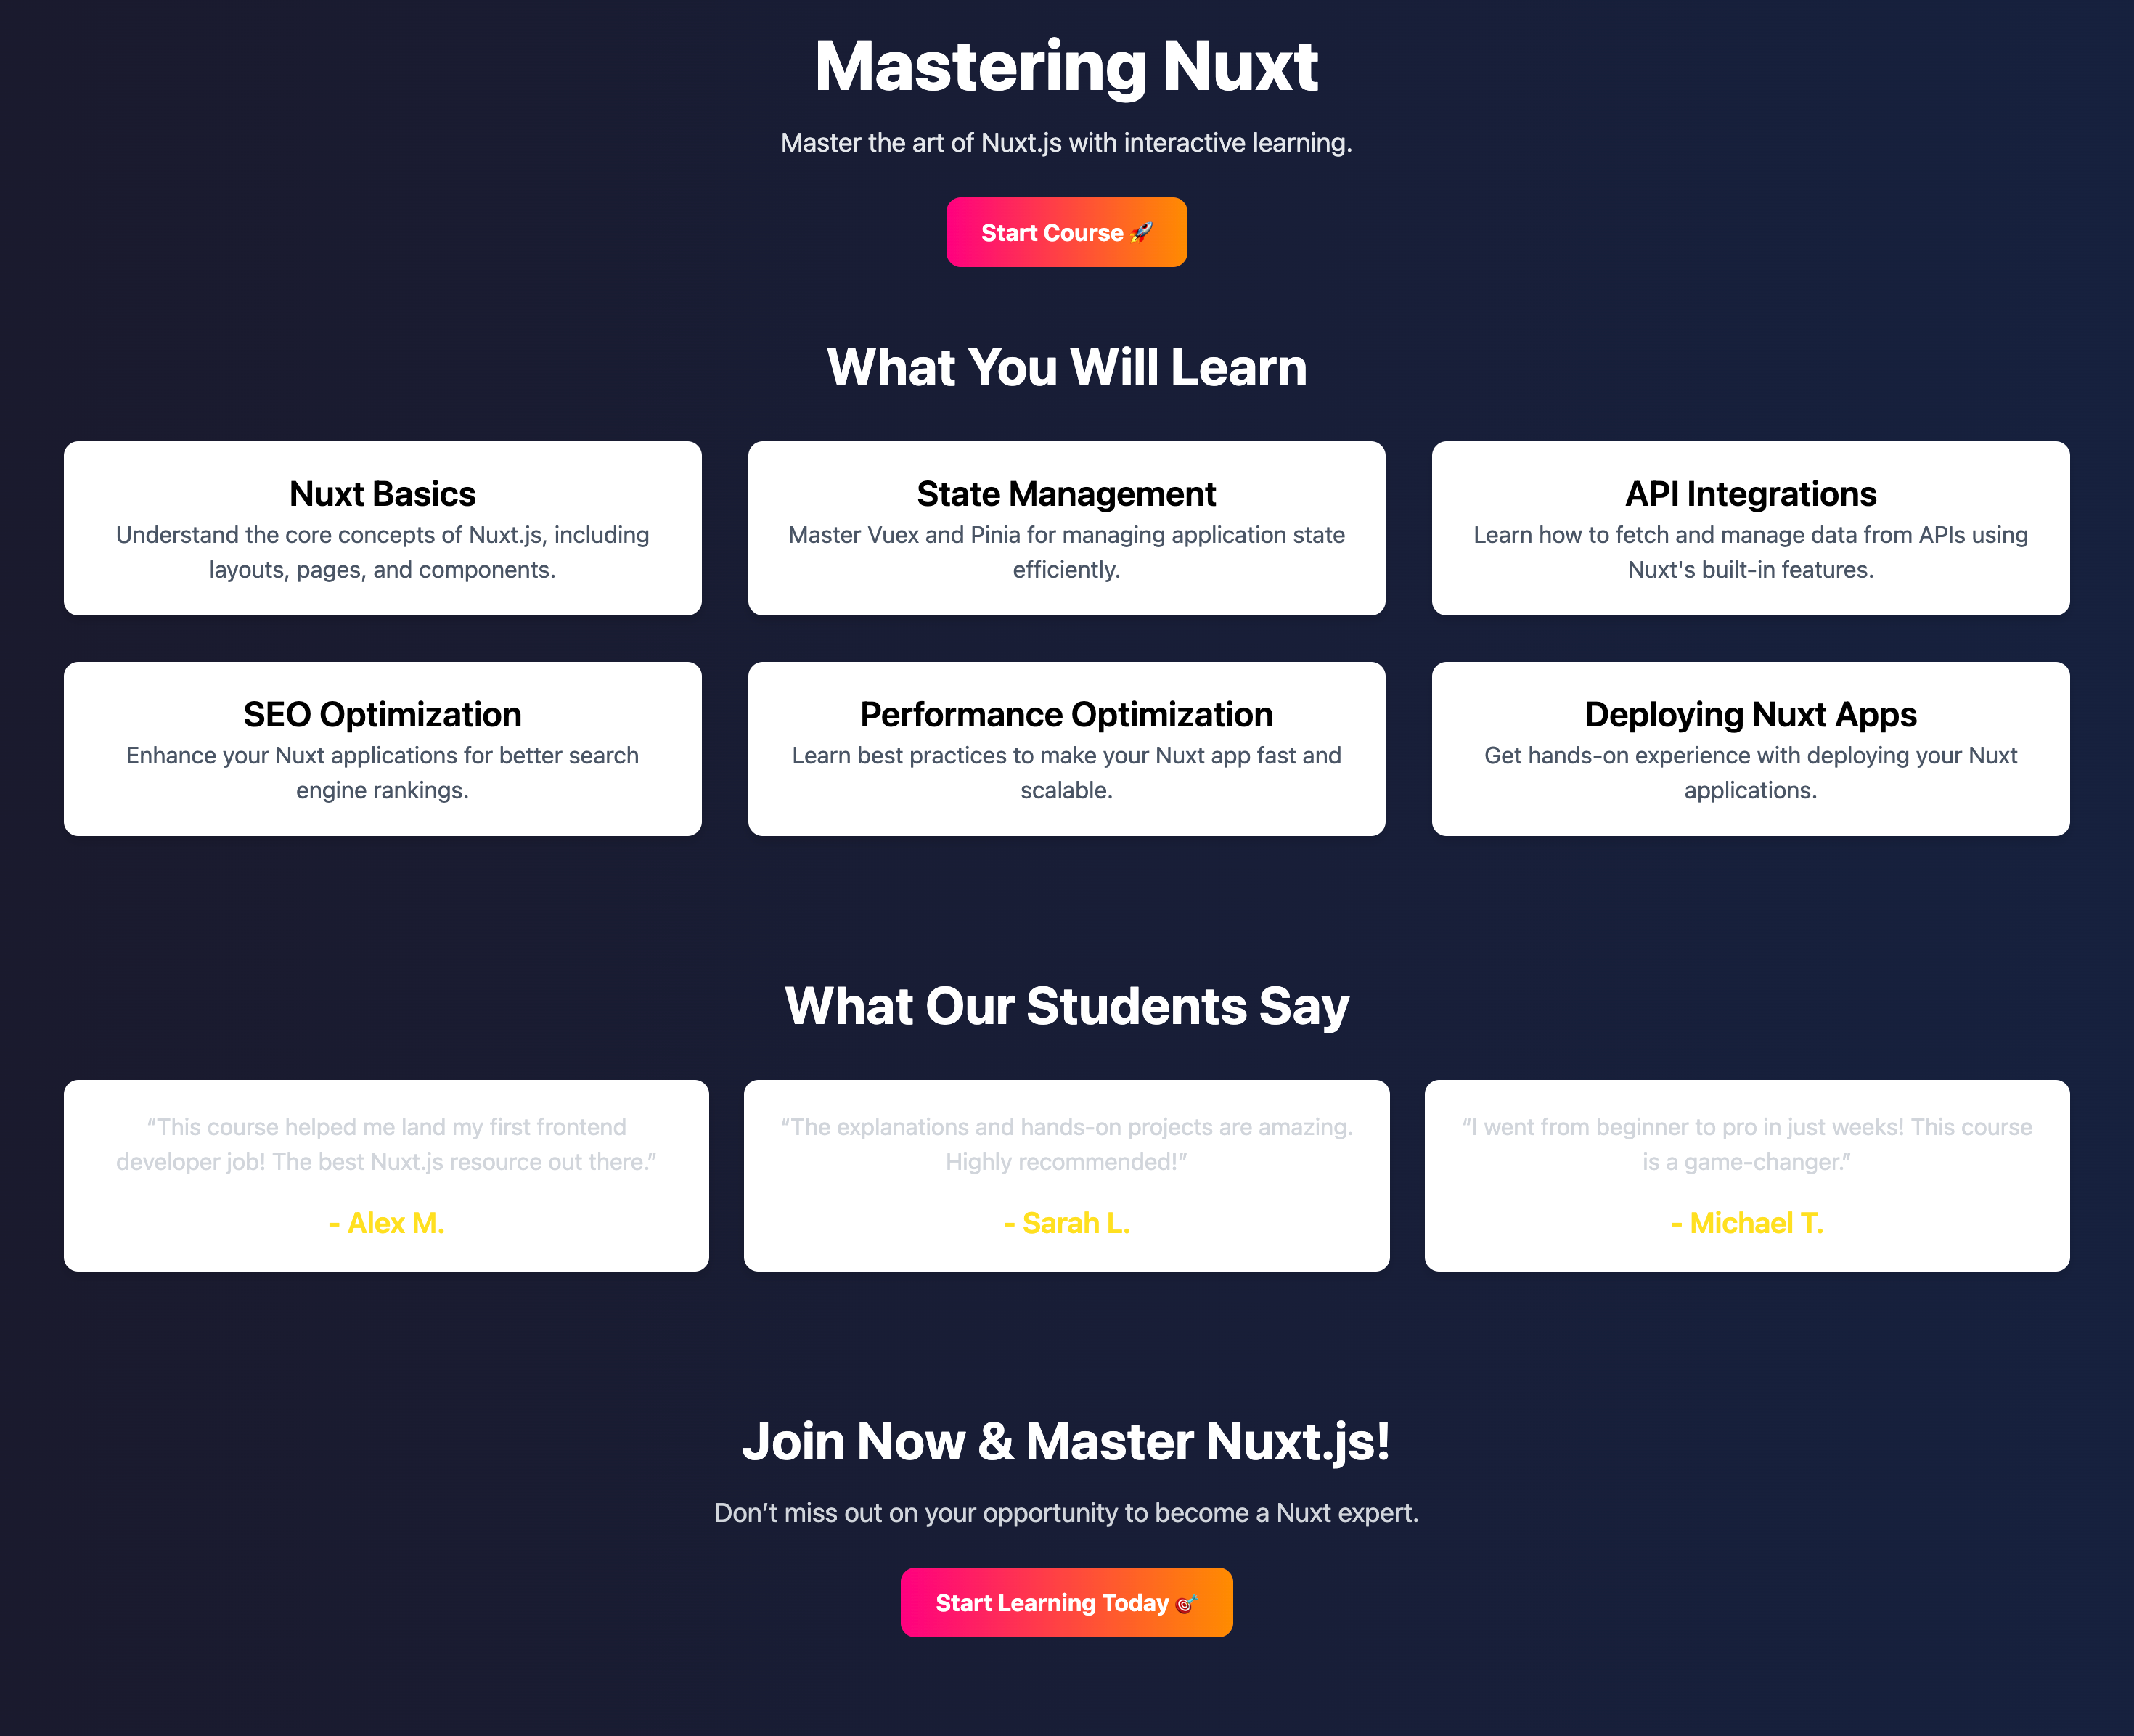 Mastering Nuxt
Master the art of Nuxt.js with interactive learning.
Start Course 🚀
What You Will Learn
Nuxt Basics
Understand the core concepts of Nuxt.js, including
layouts, pages, and components.
State Management
Master Vuex and Pinia for managing application state
efficiently.
API Integrations
Learn how to fetch and manage data from APIs using
Nuxt's built-in features.
SEO Optimization
Enhance your Nuxt applications for better search
engine rankings.
Performance Optimization
Learn best practices to make your Nuxt app fast and
scalable.
Deploying Nuxt Apps
Get hands-on experience with deploying your Nuxt
applications.
What Our Students Say
“This course helped me land my first frontend
developer job! The best Nuxt.js resource out there.”
- Alex M.
“The explanations and hands-on projects are amazing.
Highly recommended!”
- Sarah L.
“I went from beginner to pro in just weeks! This course
is a game-changer.”
- Michael T.
Join Now & Master Nuxt.js!
Don’t miss out on your opportunity to become a Nuxt expert.
Start Learning Today 🎯